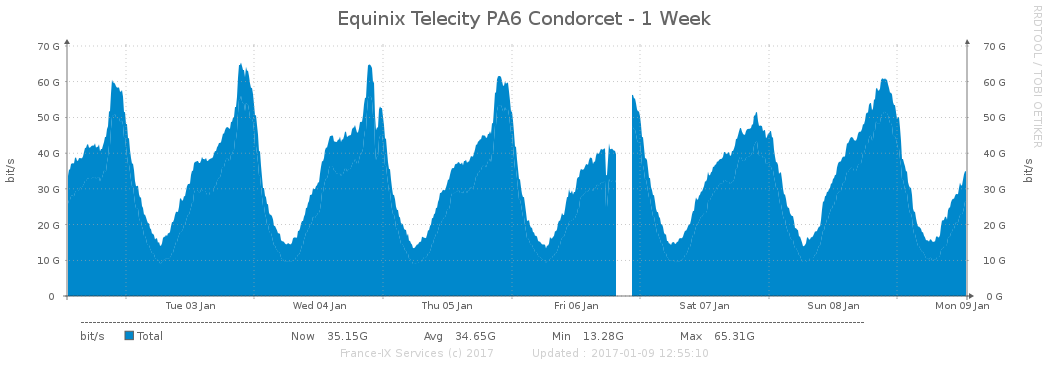 Equinix Telecity PA6 Condorcet - 1 Week
RRDTOOL / TOBI OETIKER
bit/s
70 G
60 G
50 G
40 G
30 G
20 G
10 G
0
70 G
60 G
50 G
40 G
30 G
20 G
10 G
0 G
bit/s
Tue 03 Jan Wed 04 Jan Thu 05 Jan Fri 06 Jan Sat 07 Jan Sun 08 Jan Mon 09 Jan
bit/s Total Now 35.15G Avg 34.65G Min 13.28G Max 65.31G
France-IX Services (c) 2017 Updated : 2017-01-09 12:55:10